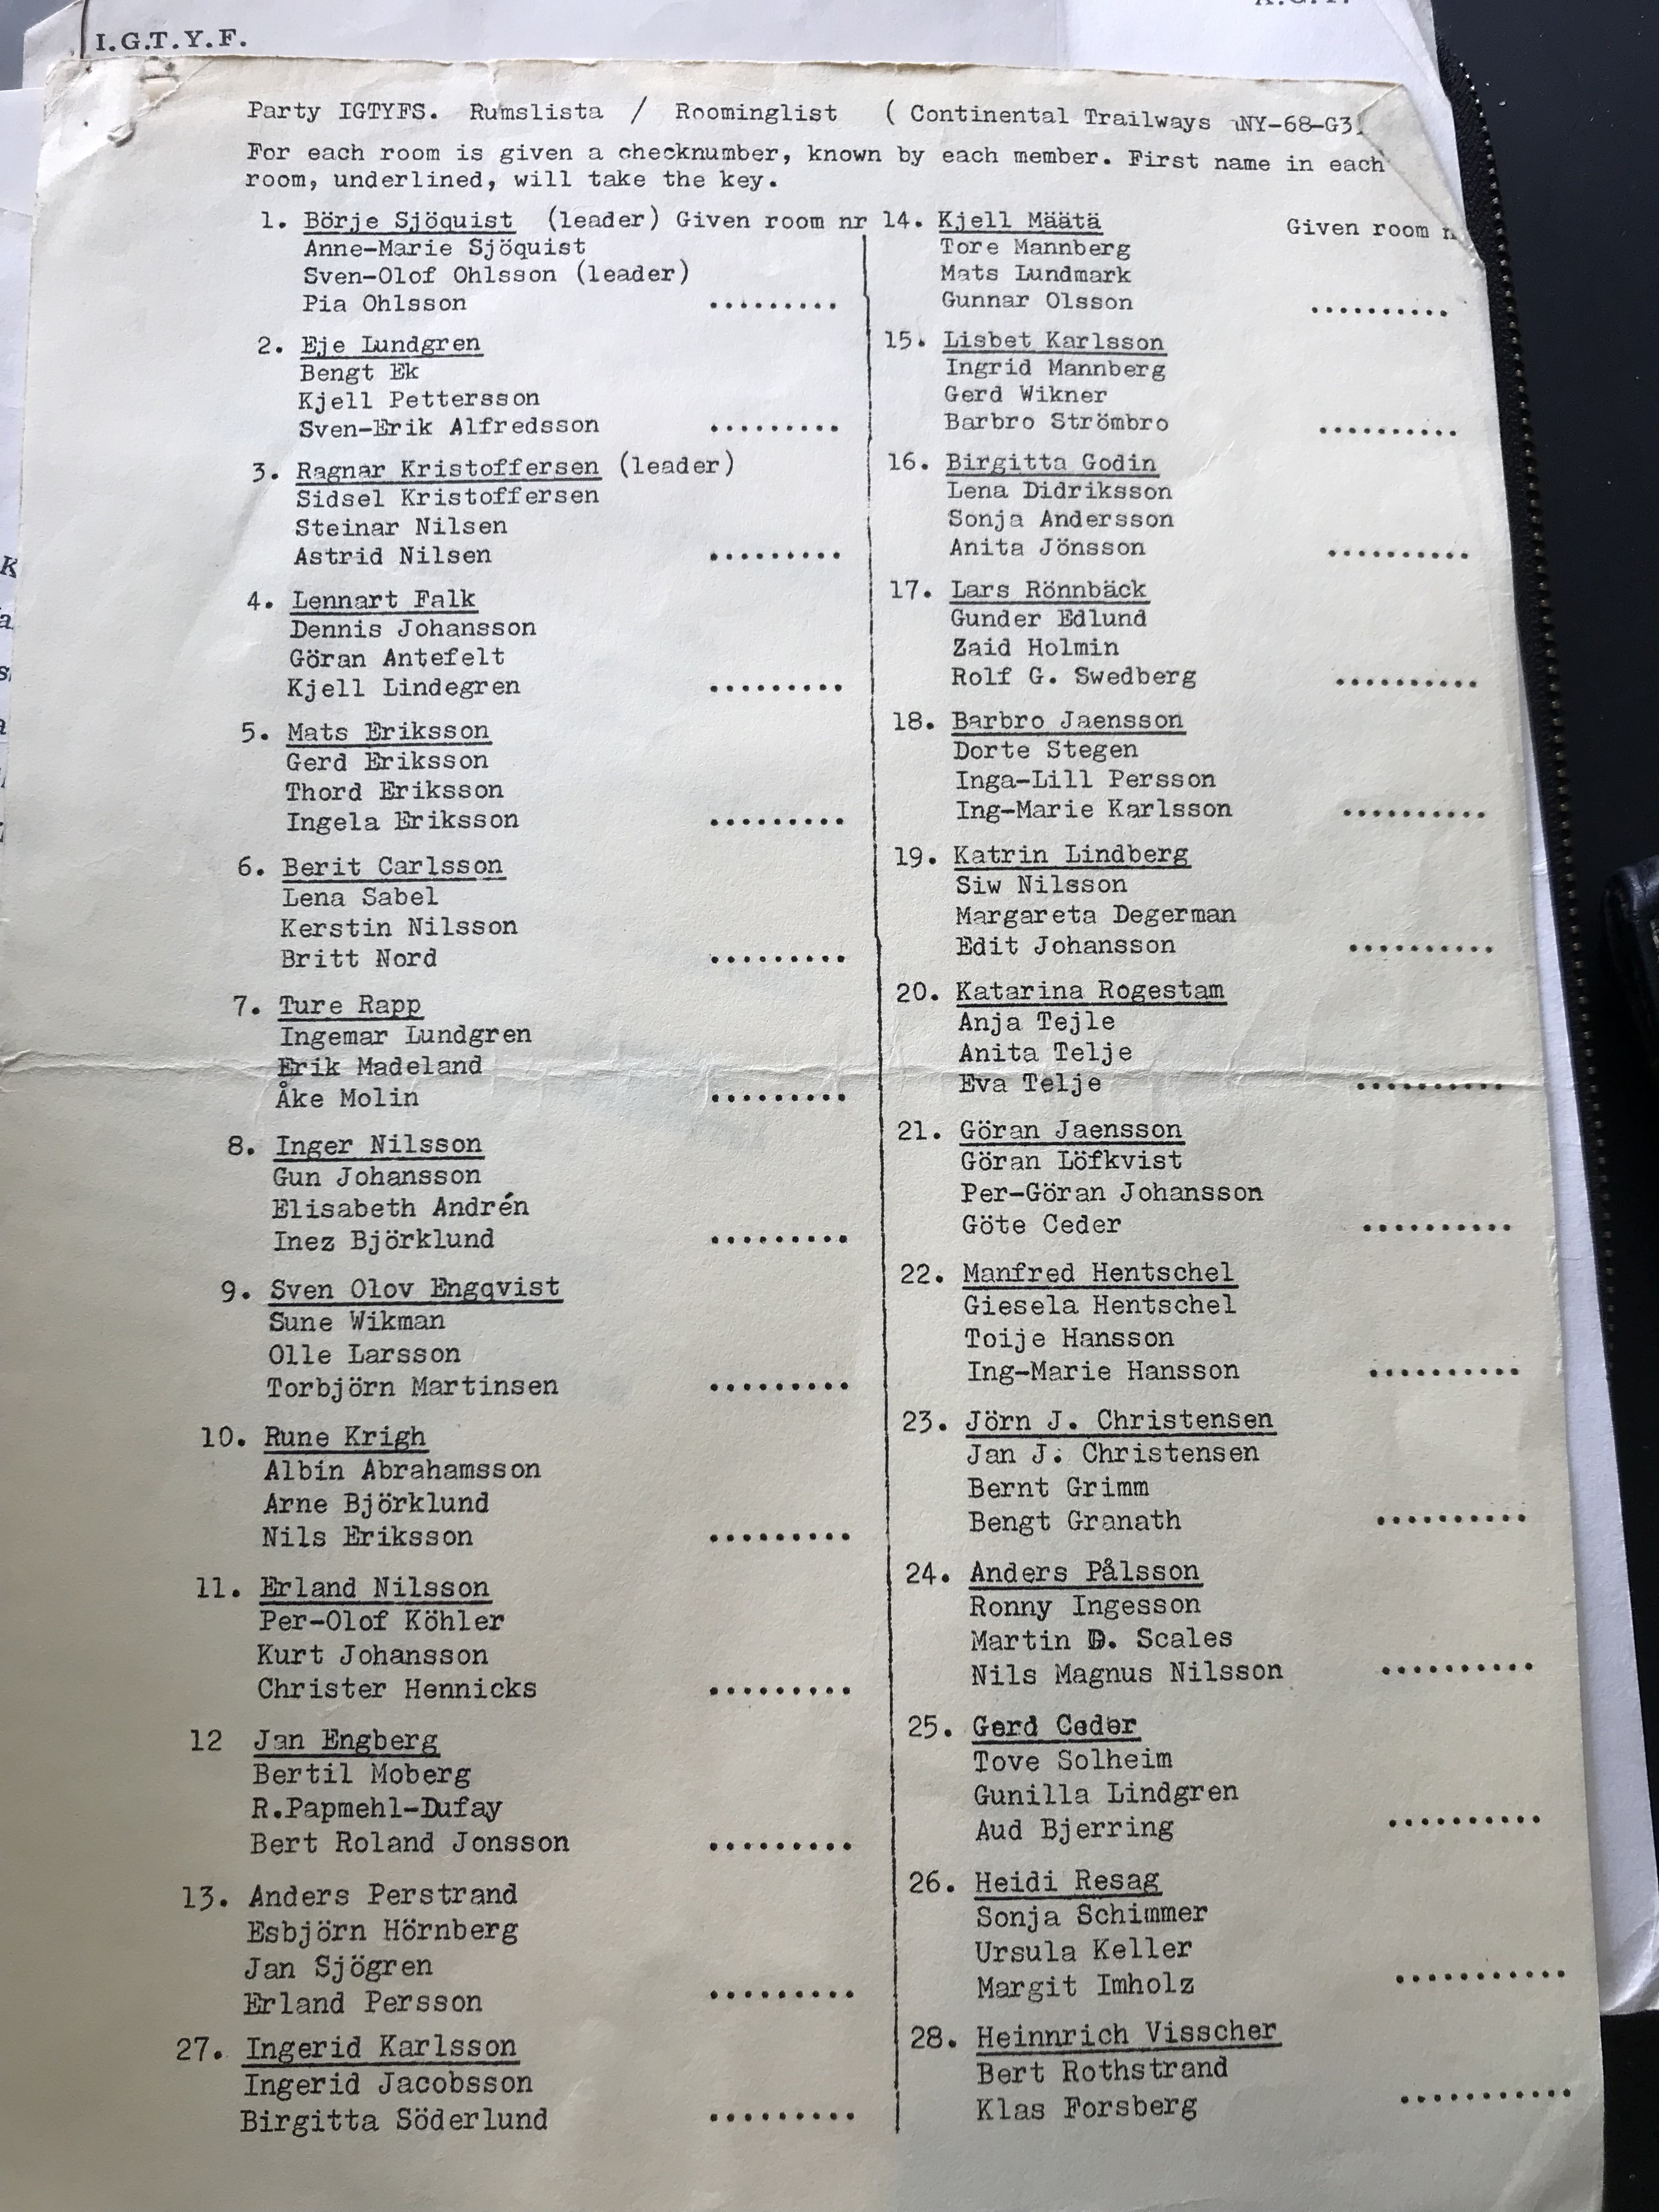 I.G.T.Y.F.
Party IGTYFS. Rumslista / Roominglist ( Continental Trailways NY-68-G3)
For each room is given a checknumber, known by each member. First name in each
room, underlined, will take the key.
1. Börje Sjöquist (leader) Given room nr
Anne-Marie Sjöquist
Sven-Olof Ohlsson (leader)
Pia Ohlsson .........
2. Eje Lundgren
Bengt Ek
Kjell Pettersson
Sven-Erik Alfredsson .........
3. Ragnar Kristoffersen (leader)
Sidsel Kristoffersen
Steinar Nilsen
Astrid Nilsen .........
4. Lennart Falk
Dennis Johansson
Göran Antefelt
Kjell Lindegren .........
5. Mats Eriksson
Gerd Eriksson
Thord Eriksson
Ingela Eriksson .........
6. Berit Carlsson
Lena Sabel
Kerstin Nilsson
Britt Nord .........
7. Ture Rapp
Ingemar Lundgren
Erik Madeland
Åke Molin .........
8. Inger Nilsson
Gun Johansson
Elisabeth Andrén
Inez Björklund .........
9. Sven Olov Engqvist
Sune Wikman
Olle Larsson
Torbjörn Martinsen .........
10. Rune Krigh
Albin Abrahamsson
Arne Björklund
Nils Eriksson .........
11. Erland Nilsson
Per-Olof Köhler
Kurt Johansson
Christer Hennicks .........
12 Jan Engberg
Bertil Moberg
R.Papmehl-Dufay
Bert Roland Jonsson .........
13. Anders Perstrand
Esbjörn Hörnberg
Jan Sjögren
Erland Persson .........
27. Ingerid Karlsson
Ingerid Jacobsson
Birgitta Söderlund .........
14. Kjell Määtä Given room n
Tore Mannberg
Mats Lundmark
Gunnar Olsson ..........
15. Lisbet Karlsson
Ingrid Mannberg
Gerd Wikner
Barbro Strömbro ..........
16. Birgitta Godin
Lena Didriksson
Sonja Andersson
Anita Jönsson ..........
17. Lars Rönnbäck
Gunder Edlund
Zaid Holmin
Rolf G. Swedberg ..........
18. Barbro Jaensson
Dorte Stegen
Inga-Lill Persson
Ing-Marie Karlsson ..........
19. Katrin Lindberg
Siw Nilsson
Margareta Degerman
Edit Johansson ..........
20. Katarina Rogestam
Anja Tejle
Anita Telje
Eva Telje ..........
21. Göran Jaensson
Göran Löfkvist
Per-Göran Johansson
Göte Ceder ..........
22. Manfred Hentschel
Giesela Hentschel
Toije Hansson
Ing-Marie Hansson ..........
23. Jörn J. Christensen
Jan J. Christensen
Bernt Grimm
Bengt Granath ..........
24. Anders Pålsson
Ronny Ingesson
Martin D. Scales
Nils Magnus Nilsson ..........
25. Gerd Ceder
Tove Solheim
Gunilla Lindgren
Aud Bjerring ..........
26. Heidi Resag
Sonja Schimmer
Ursula Keller
Margit Imholz ...........
28. Heinnrich Visscher
Bert Rothstrand
Klas Forsberg ...........